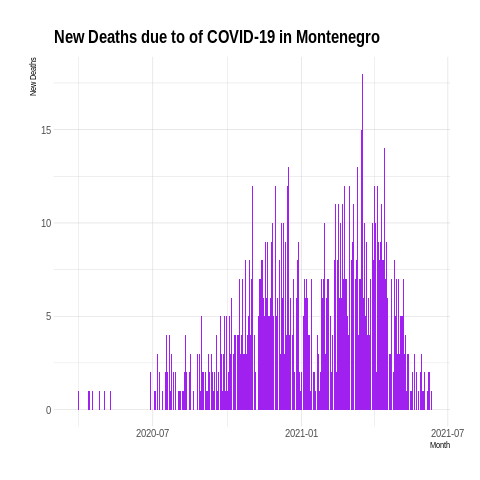 New Deaths due to of COVID-19 in Montenegro
New Deaths
15
10
5
0
2020-07
2021-01
2021-07
Month